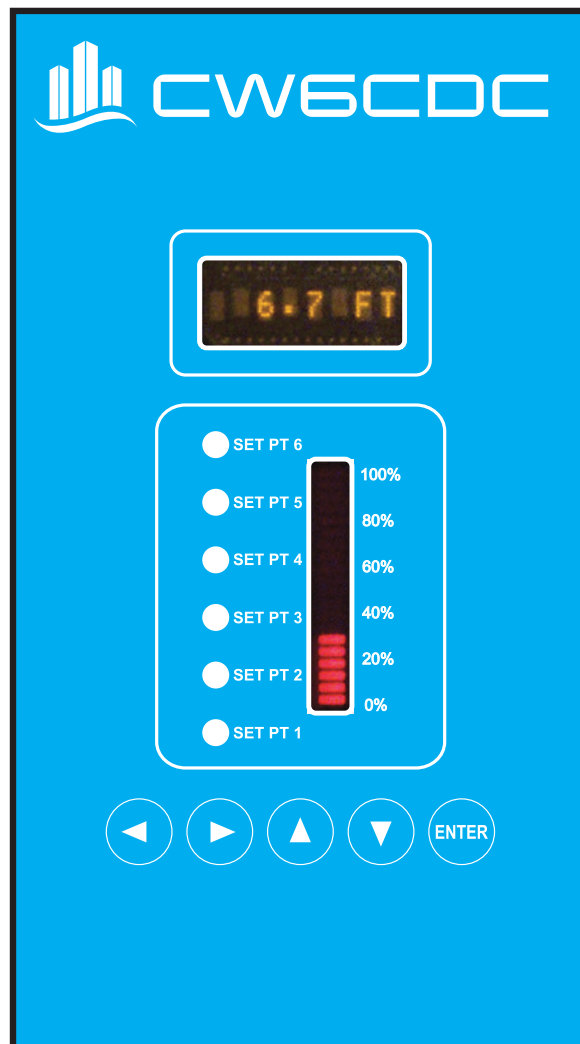 CW6CDC
6.7 FT
SET PT 6
100%
SET PT 5
80%
SET PT 4
60%
SET PT 3
40%
SET PT 2
20%
SET PT 1
0%
ENTER